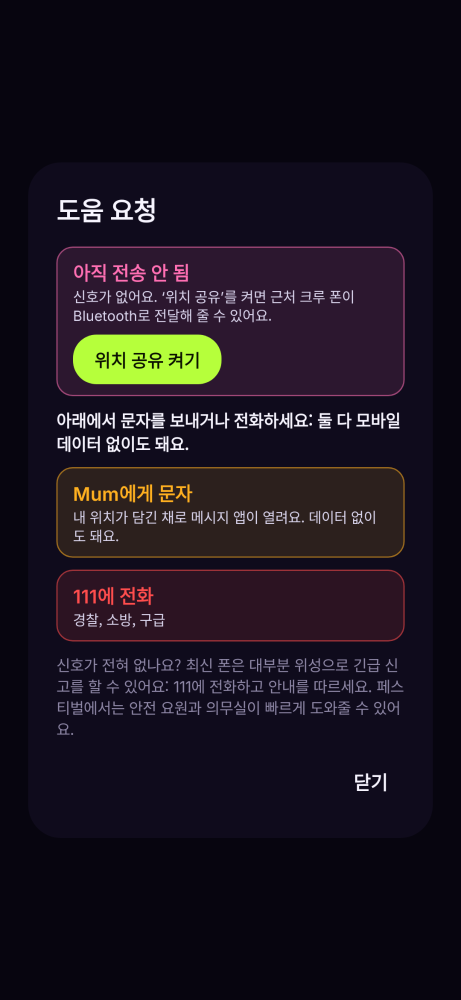 도움 요청
아직 전송 안 됨
신호가 없어요. ‘위치 공유’를 켜면 근처 크루 폰이
Bluetooth로 전달해 줄 수 있어요.
위치 공유 켜기
아래에서 문자를 보내거나 전화하세요: 둘 다 모바일
데이터 없이도 돼요.
Mum에게 문자
내 위치가 담긴 채로 메시지 앱이 열려요. 데이터 없이
도 돼요.
111에 전화
경찰, 소방, 구급
신호가 전혀 없나요? 최신 폰은 대부분 위성으로 긴급 신
고를 할 수 있어요: 111에 전화하고 안내를 따르세요. 페스
티벌에서는 안전 요원과 의무실이 빠르게 도와줄 수 있어
요.
닫기